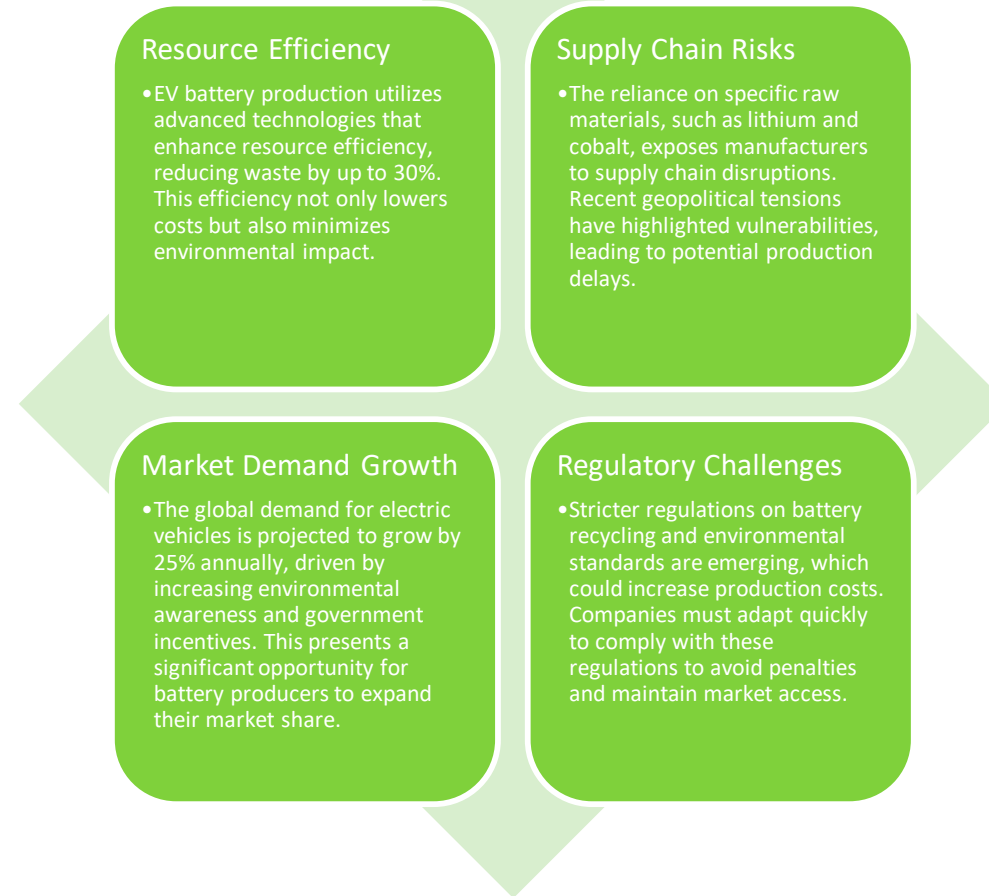 Resource Efficiency
•EV battery production utilizes
advanced technologies that
enhance resource efficiency,
reducing waste by up to 30%.
This efficiency not only lowers
costs but also minimizes
environmental impact.
Supply Chain Risks
•The reliance on specific raw
materials, such as lithium and
cobalt, exposes manufacturers
to supply chain disruptions.
Recent geopolitical tensions
have highlighted vulnerabilities,
leading to potential production
delays.
Market Demand Growth
•The global demand for electric
vehicles is projected to grow by
25% annually, driven by
increasing environmental
awareness and government
incentives. This presents a
significant opportunity for
battery producers to expand
their market share.
Regulatory Challenges
•Stricter regulations on battery
recycling and environmental
standards are emerging, which
could increase production costs.
Companies must adapt quickly
to comply with these
regulations to avoid penalties
and maintain market access.